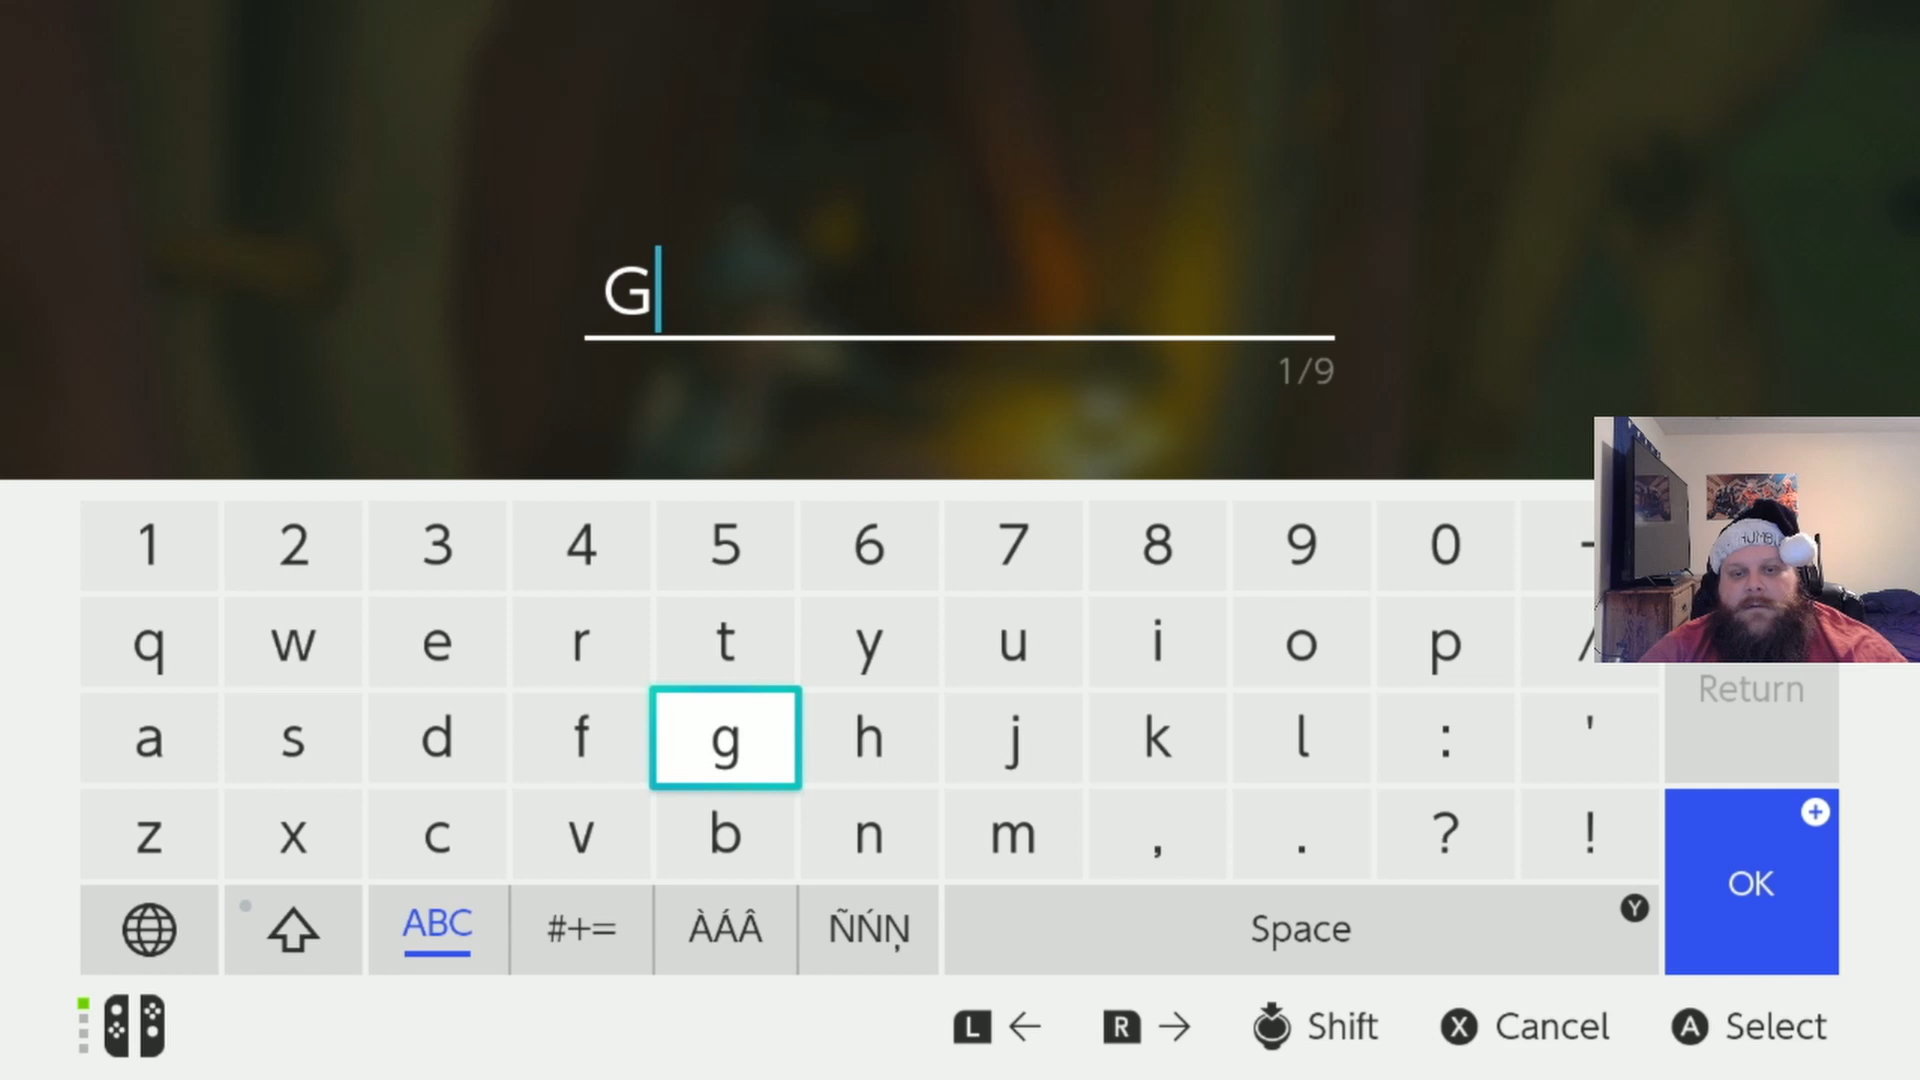 G
1/9
1 2 3 4 5 6 7 8 9 0 -
q w e r t y u i o p /
Return
a s d f g h j k l : '
z x c v b n m , . ? !
+
OK
ABC #+= ÀÁÂ ÑŃŅ Space Y
L ← R → Shift X Cancel A Select